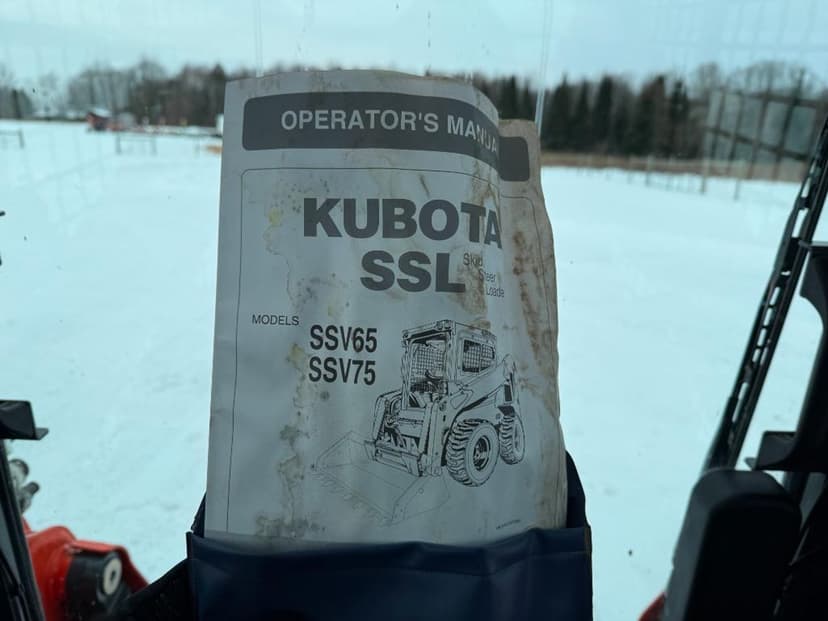 OPERATOR'S MANUA
KUBOTA
SSL
Skid
Steer
Loade
MODELS
SSV65
SSV75